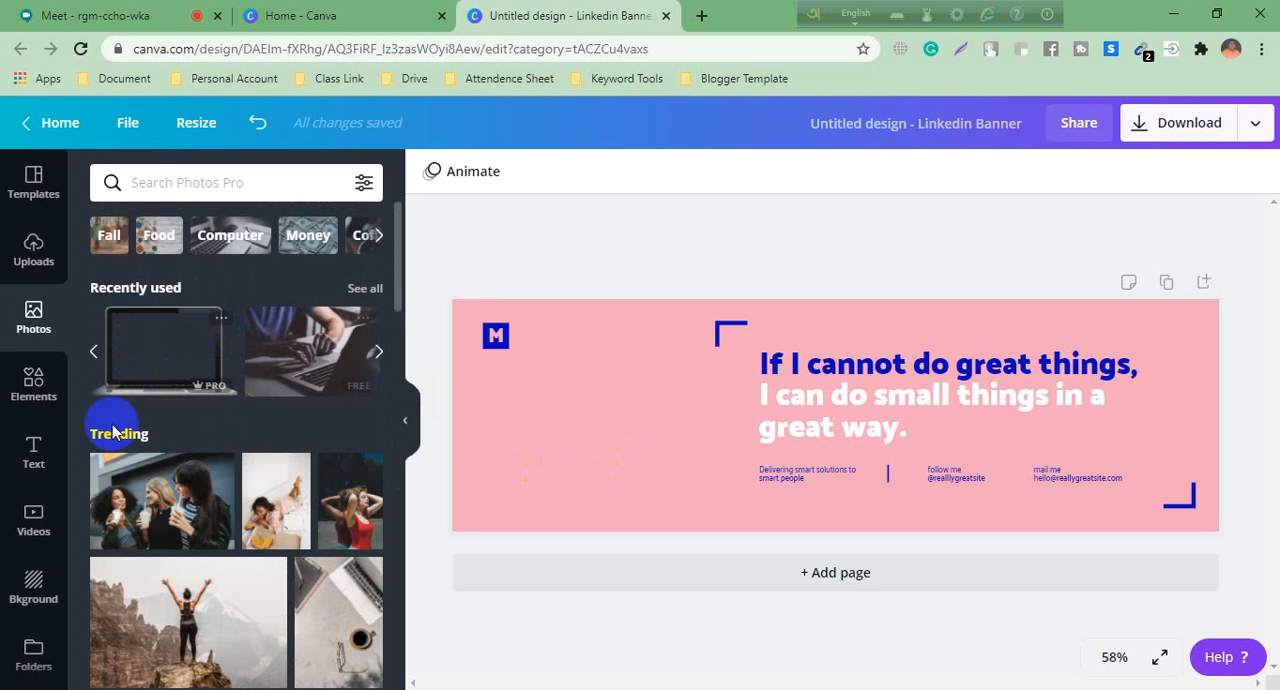 Meet - rgm-ccho-wka
Home - Canva
Untitled design - Linkedin Banne
English
canva.com/design/DAEIm-fXRhg/AQ3FiRF_Iz3zasWOyi8Aew/edit?category=tACZCu4vaxs
2
Apps
Document
Personal Account
Class Link
Drive
Attendence Sheet
Keyword Tools
Blogger Template
Home
File
Resize
All changes saved
Untitled design - Linkedin Banner
Share
Download
Animate
Templates
Uploads
Photos
Elements
Text
Videos
Bkground
Folders
Search Photos Pro
Fall
Food
Computer
Money
Recently used
See all
PRO
FREE
Trending
M
If I cannot do great things,
I can do small things in a
great way.
Delivering smart solutions to
smart people
follow me
@reallygreatsite
mail me
hello@reallygreatsite.com
+ Add page
58%
Help ?